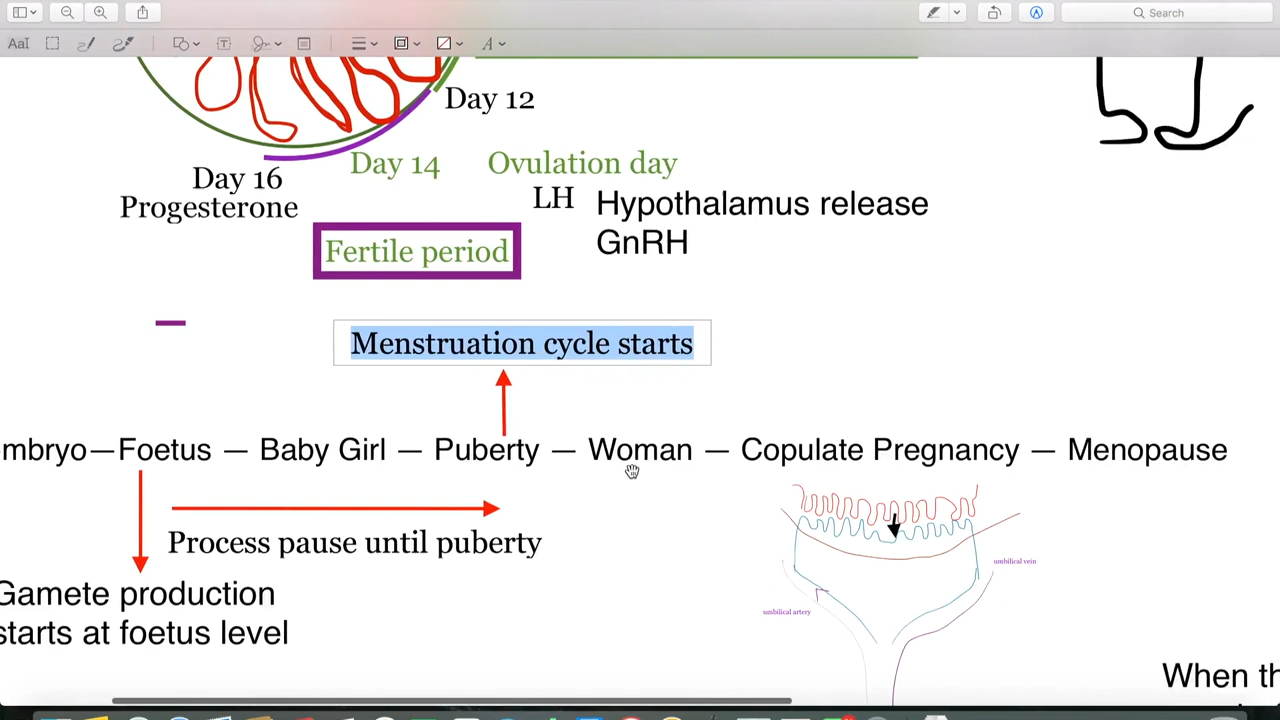 Search
AaI
T
A
Day 12
Day 14 Ovulation day
Day 16
Progesterone
LH
Hypothalamus release
GnRH
Fertile period
Menstruation cycle starts
mbryo—Foetus — Baby Girl — Puberty — Woman — Copulate Pregnancy — Menopause
Process pause until puberty
umbilical vein
umbilical artery
Gamete production
starts at foetus level
When th